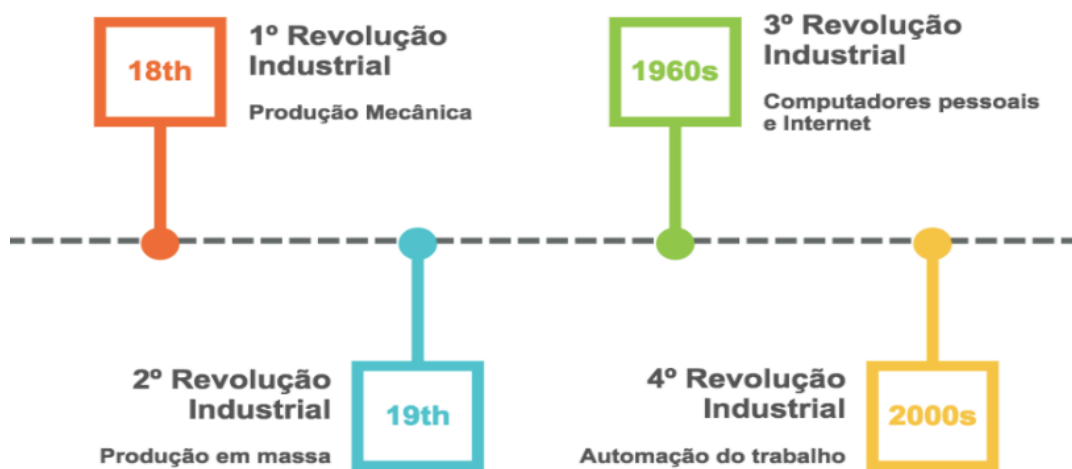 18th
1º Revolução
Industrial
Produção Mecânica
2º Revolução
Industrial
Produção em massa
19th
1960s
3º Revolução
Industrial
Computadores pessoais
e Internet
4º Revolução
Industrial
Automação do trabalho
2000s